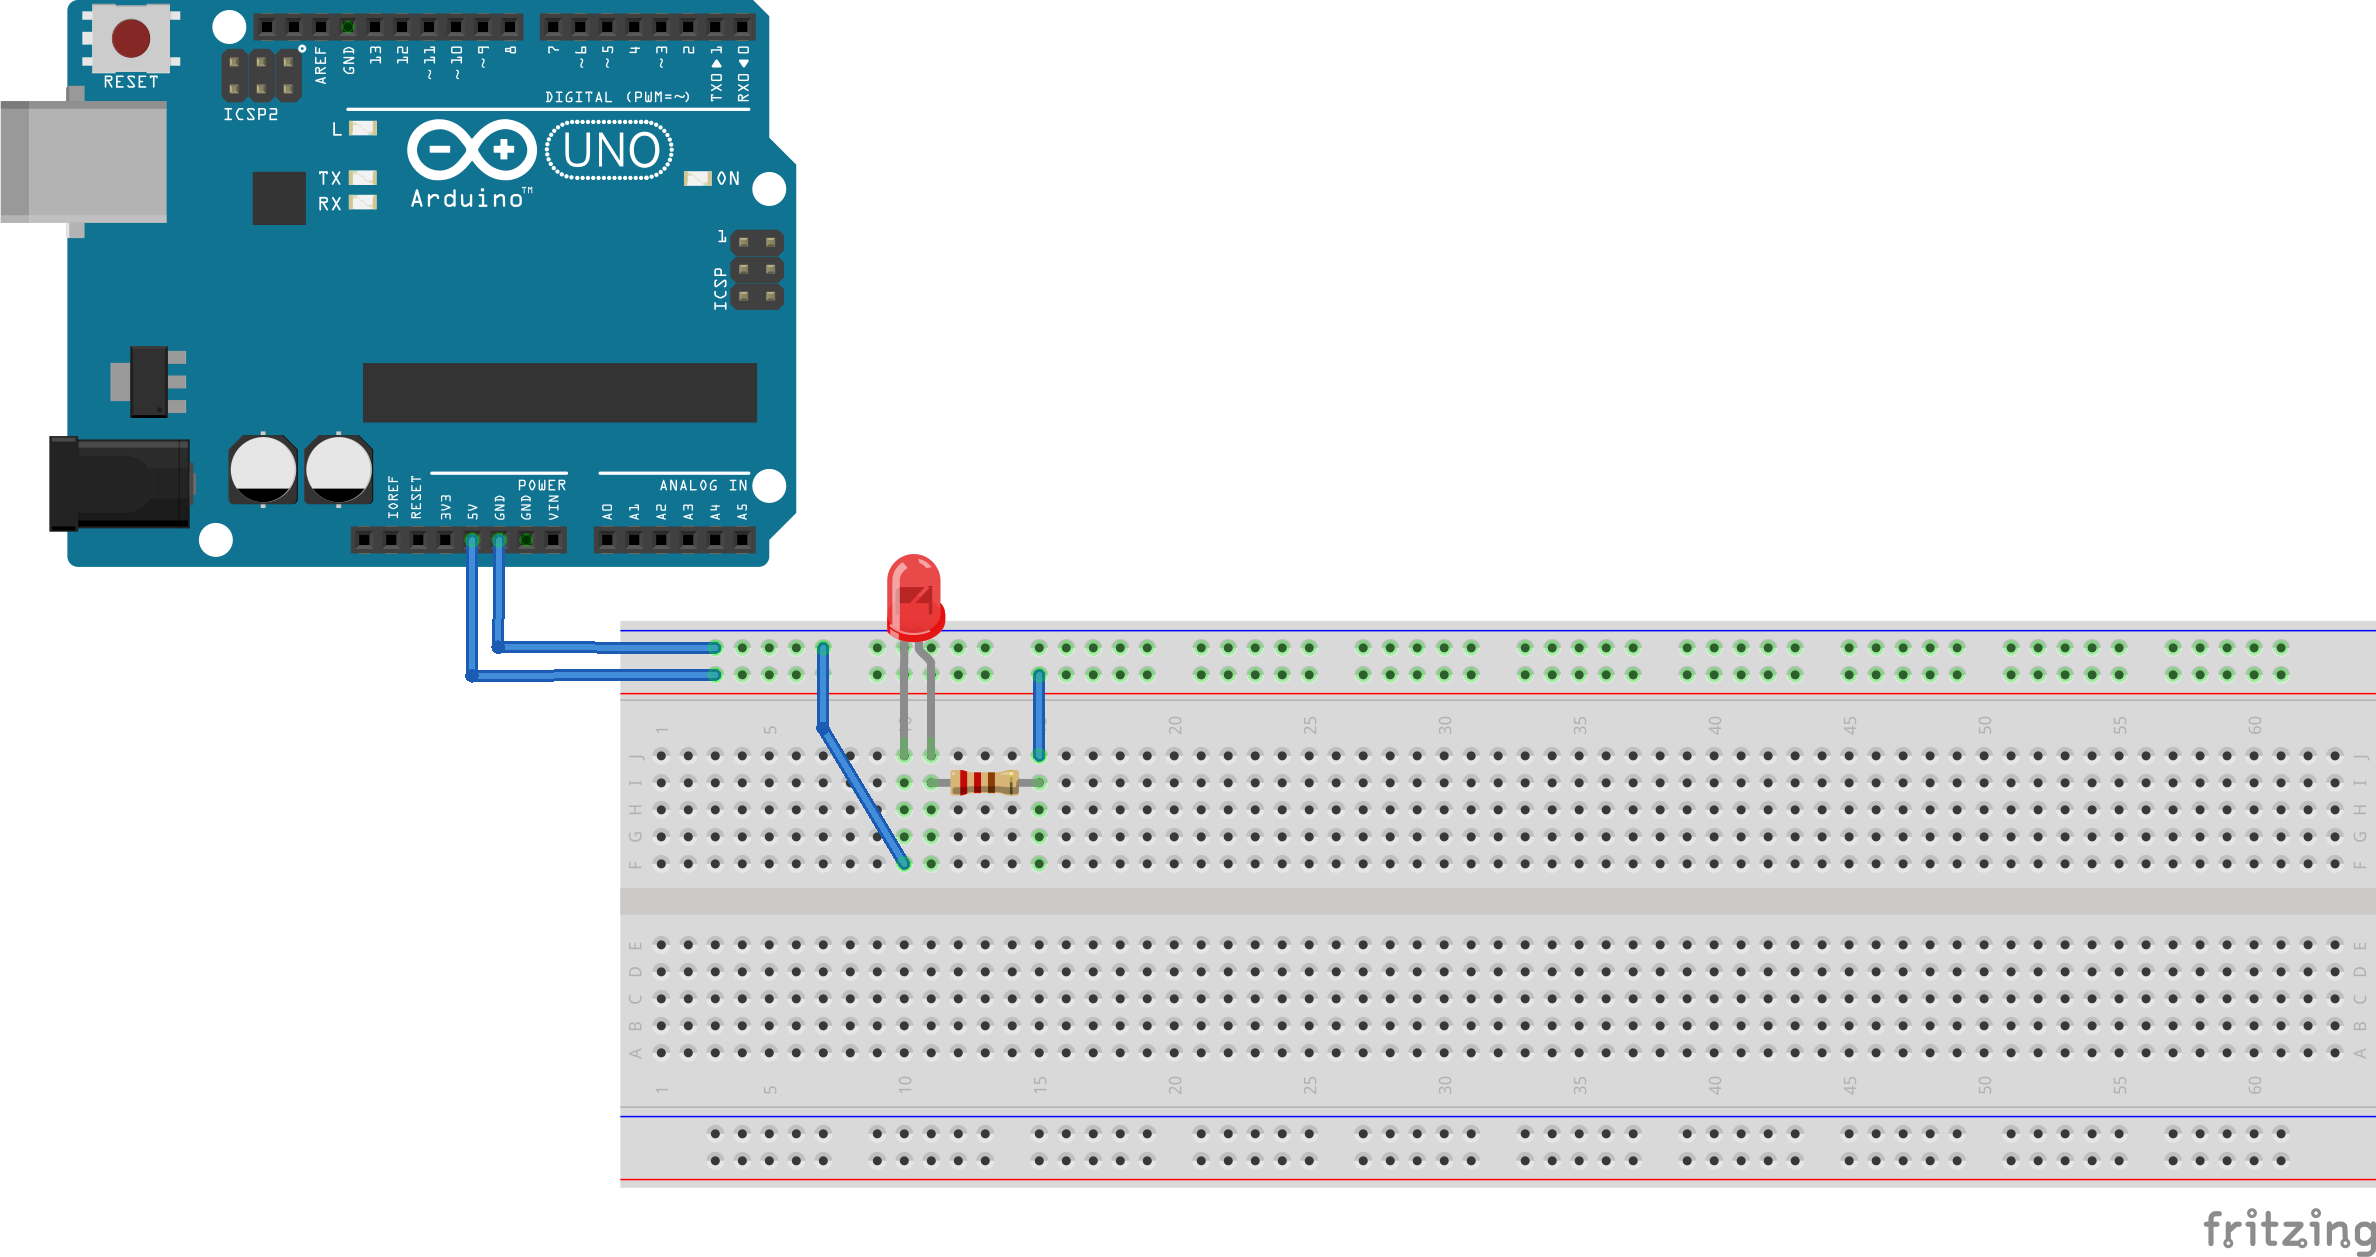 RESET
ICSP2
AREF
GND
13
12
~11
~10
~9
8
7
~6
~5
4
~3
2
TX0▶1
RX0◀0
DIGITAL (PWM=~)
L
TX
RX
Arduino™
UNO
ON
1
ICSP
POWER
ANALOG IN
IOREF
RESET
3V3
5V
GND
GND
VIN
A0
A1
A2
A3
A4
A5
1 5 10 20 25 30 35 40 45 50 55 60
J J
I I
H H
G G
F F
E E
D D
C C
B B
A A
1 5 10 15 20 25 30 35 40 45 50 55 60
fritzing